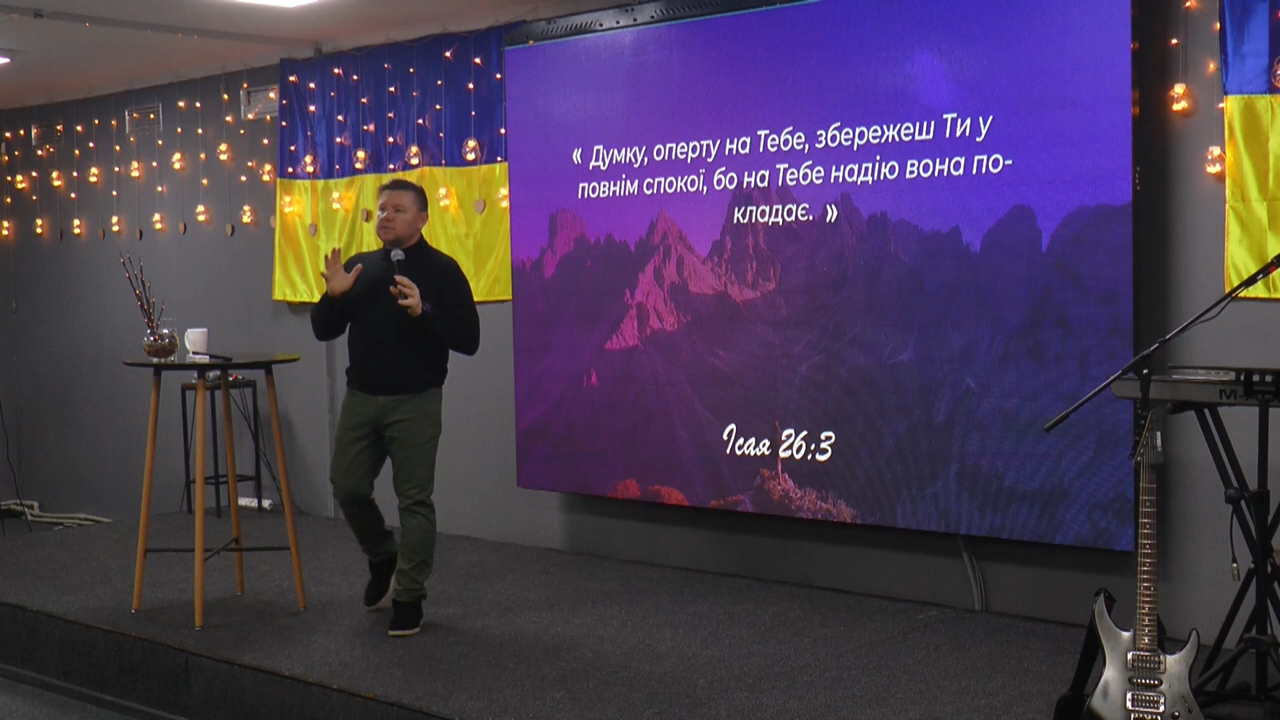 « Думку, оперту на Тебе, збережеш Ти у
повнім спокої, бо на Тебе надію вона по-
кладає. »
Ісая 26:3